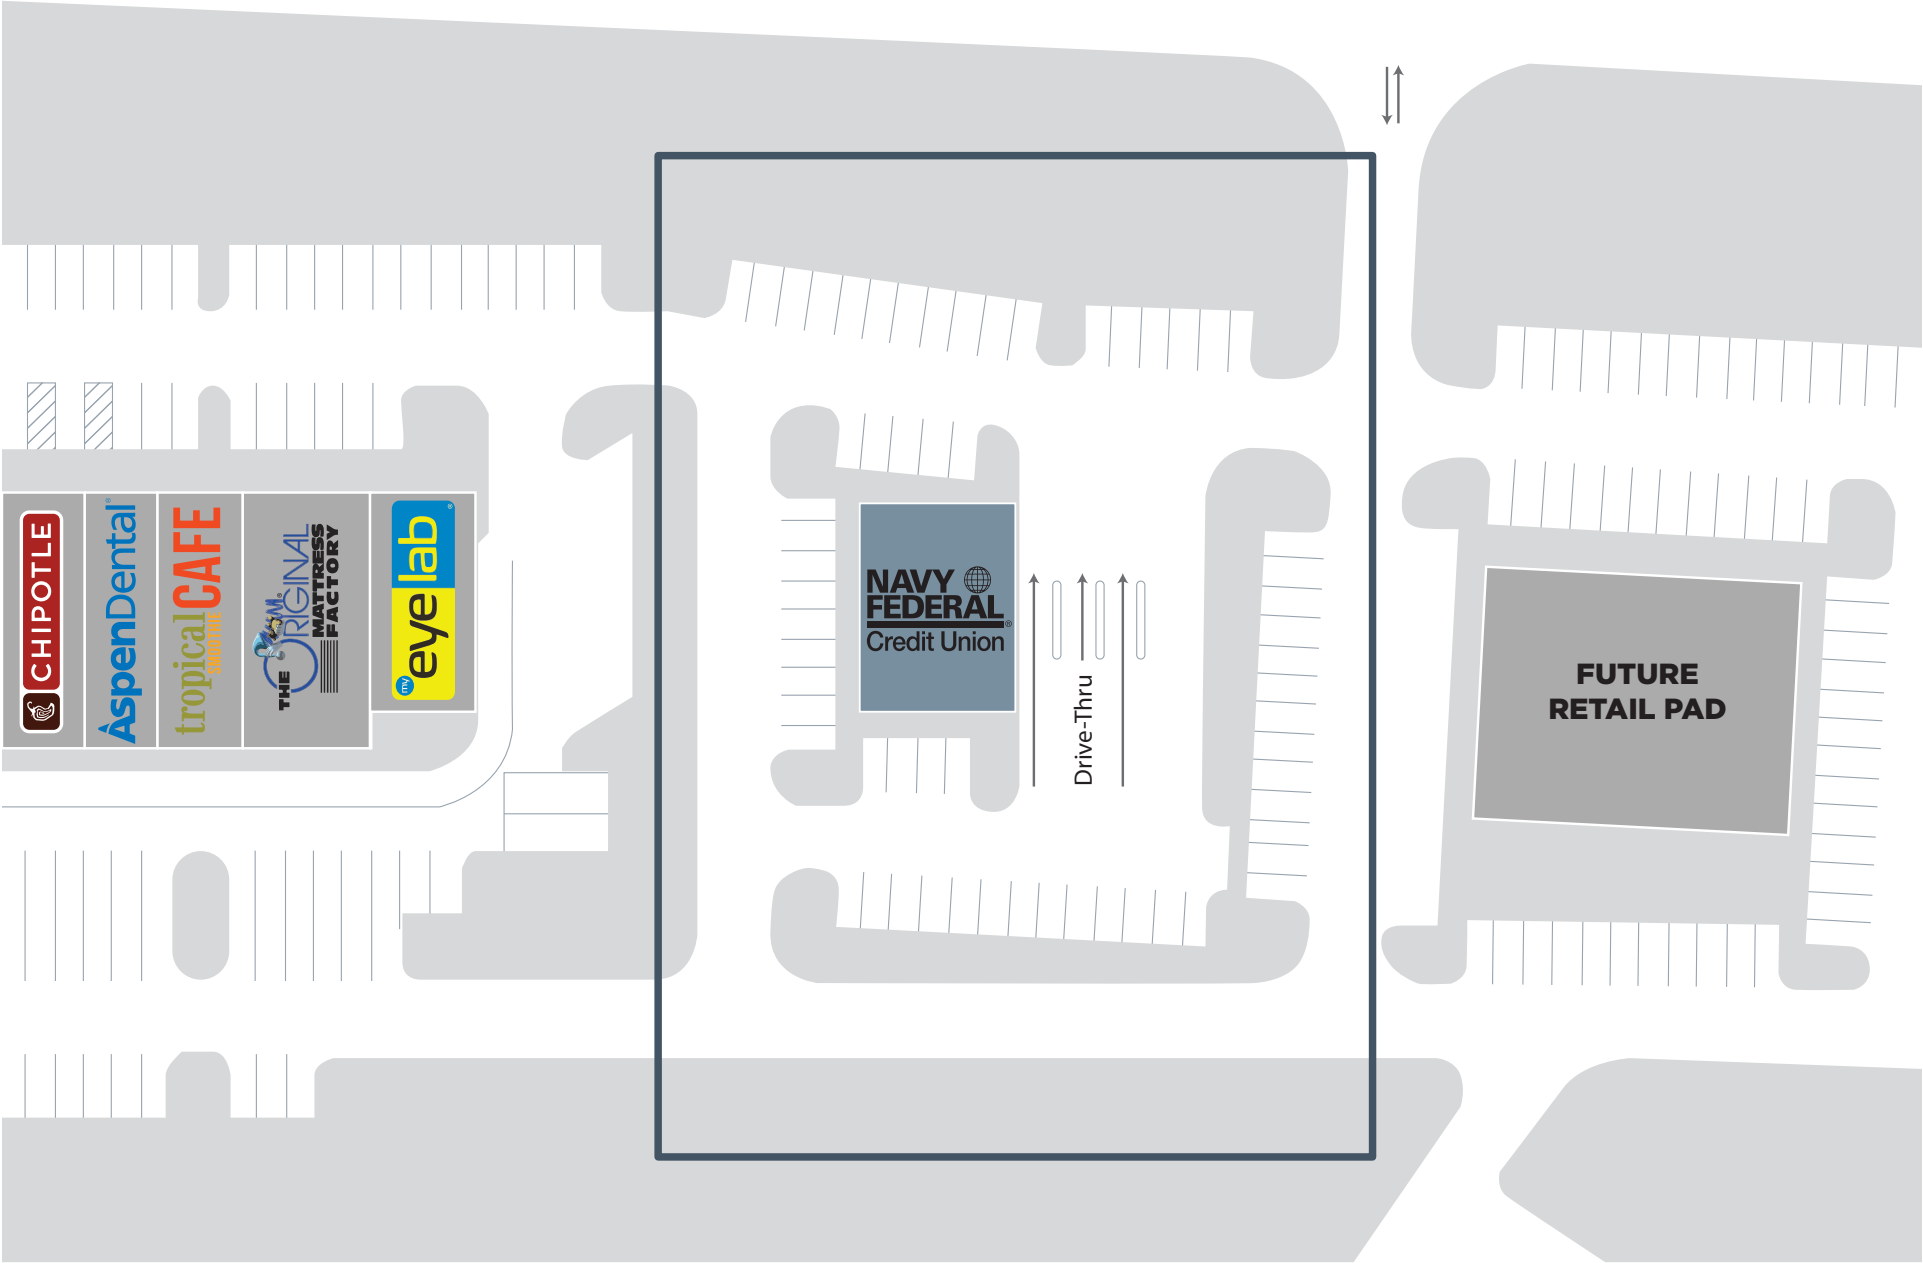 CHIPOTLE
AspenDental®
tropical CAFE
SMOOTHIE
THE ORIGINAL®
MATTRESS
FACTORY
my eyelab®
NAVY
FEDERAL®
Credit Union
Drive-Thru
FUTURE
RETAIL PAD